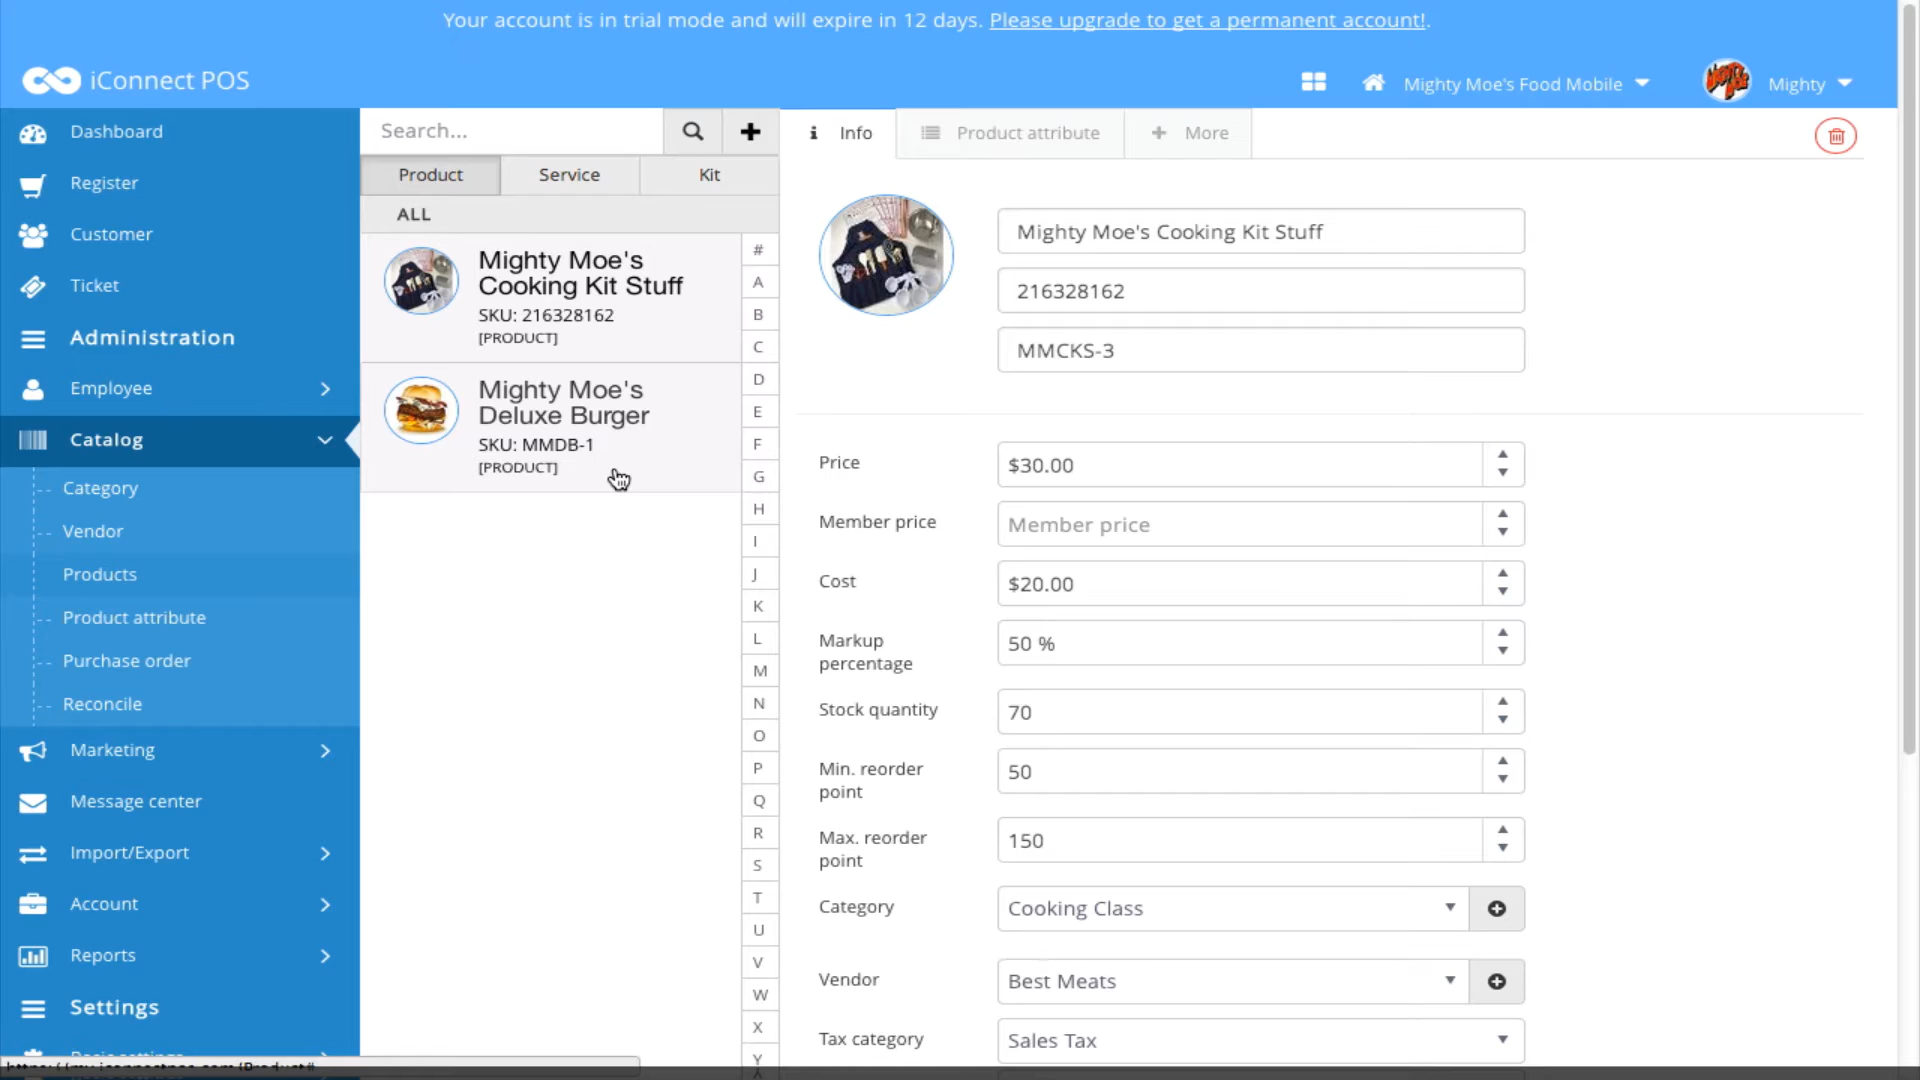 Your account is in trial mode and will expire in 12 days. Please upgrade to get a permanent account!.
iConnect POS
Mighty Moe's Food Mobile
Mighty
Dashboard
Register
Customer
Ticket
Administration
Employee
Catalog
Category
Vendor
Products
Product attribute
Purchase order
Reconcile
Marketing
Message center
Import/Export
Account
Reports
Settings
Search...
Product
Service
Kit
ALL
Mighty Moe's
Cooking Kit Stuff
SKU: 216328162
[PRODUCT]
Mighty Moe's
Deluxe Burger
SKU: MMDB-1
[PRODUCT]
#
A
B
C
D
E
F
G
H
I
J
K
L
M
N
O
P
Q
R
S
T
U
V
W
X
Y
Info
Product attribute
More
Mighty Moe's Cooking Kit Stuff
216328162
MMCKS-3
Price
$30.00
Member price
Member price
Cost
$20.00
Markup
percentage
50 %
Stock quantity
70
Min. reorder
point
50
Max. reorder
point
150
Category
Cooking Class
Vendor
Best Meats
Tax category
Sales Tax